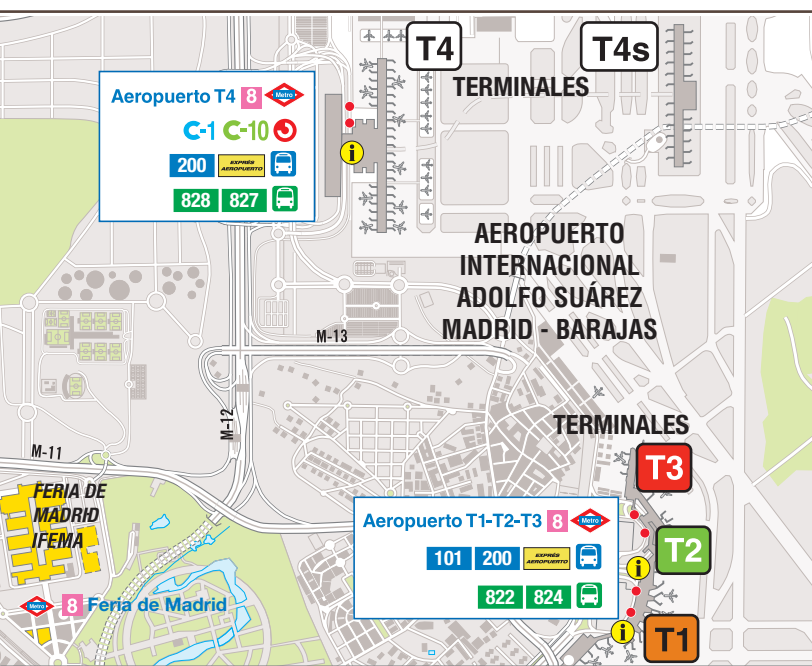 T4
T4s
TERMINALES
Aeropuerto T4 8 Metro
C-1 C-10
200 EXPRÉS AEROPUERTO
828 827
i
AEROPUERTO
INTERNACIONAL
ADOLFO SUÁREZ
MADRID - BARAJAS
M-13
M-12
M-11
TERMINALES
T3
FERIA DE
MADRID
IFEMA
Aeropuerto T1-T2-T3 8 Metro
101 200 EXPRÉS AEROPUERTO
822 824
T2
i
Metro 8 Feria de Madrid
i
T1